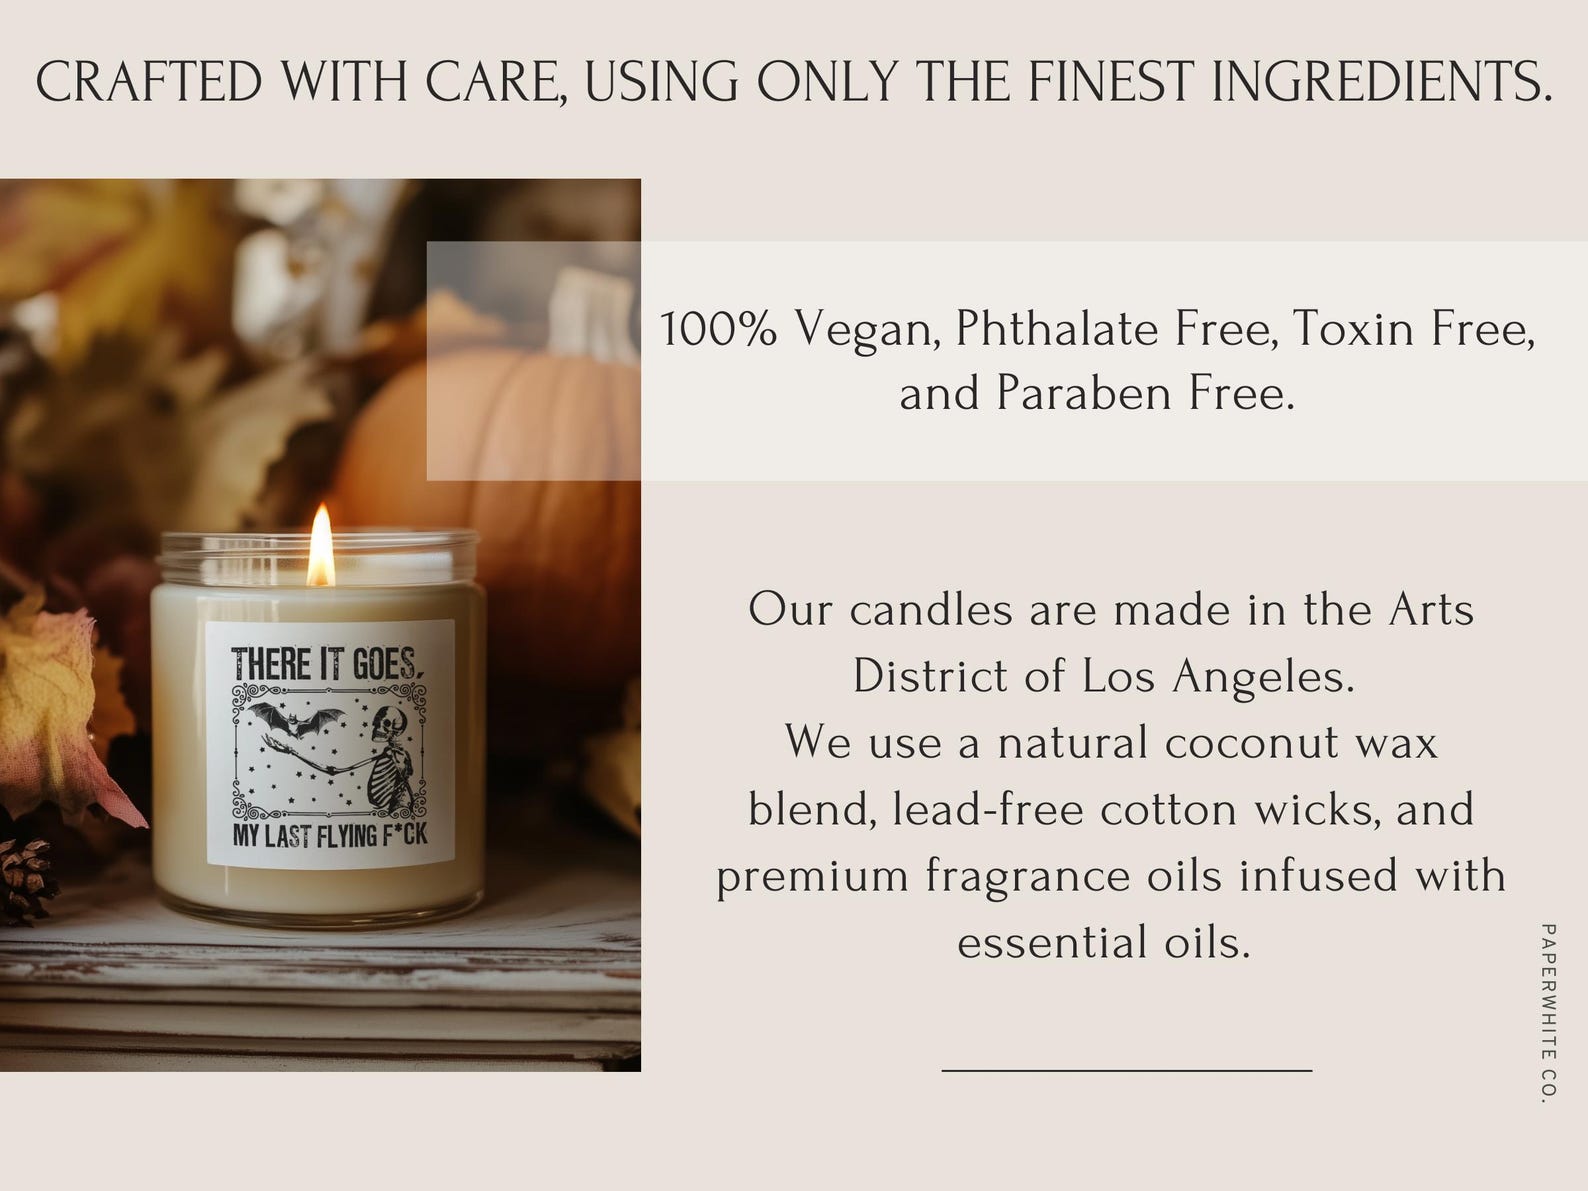 CRAFTED WITH CARE, USING ONLY THE FINEST INGREDIENTS.
100% Vegan, Phthalate Free, Toxin Free,
and Paraben Free.
THERE IT GOES,
MY LAST FLYING F*CK
Our candles are made in the Arts
District of Los Angeles.
We use a natural coconut wax
blend, lead-free cotton wicks, and
premium fragrance oils infused with
essential oils.
PAPERWHITE CO.